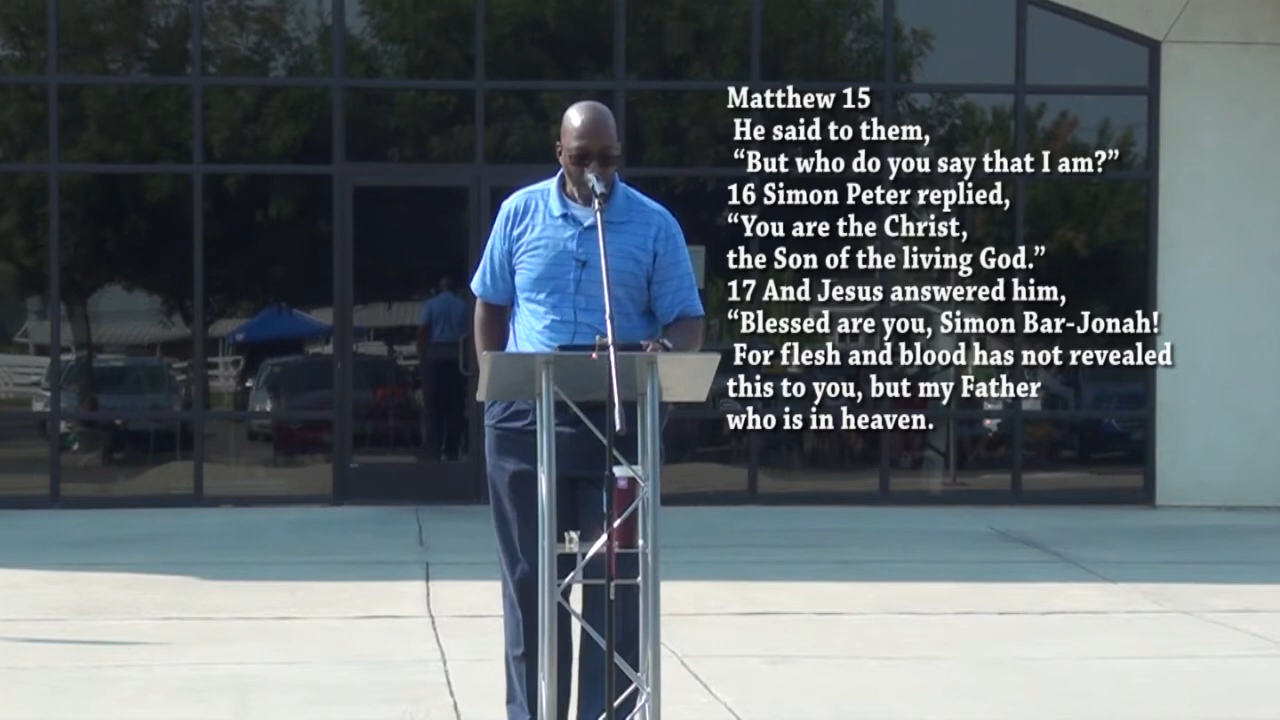 Matthew 15
He said to them,
“But who do you say that I am?”
16 Simon Peter replied,
“You are the Christ,
the Son of the living God.”
17 And Jesus answered him,
“Blessed are you, Simon Bar-Jonah!
For flesh and blood has not revealed
this to you, but my Father
who is in heaven.